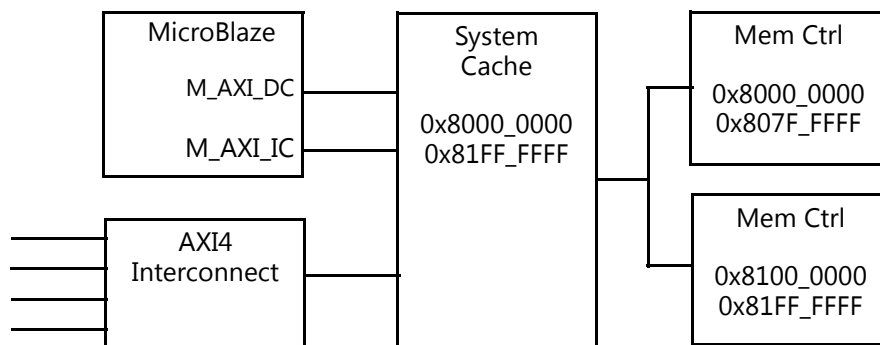 MicroBlaze
M_AXI_DC
M_AXI_IC
AXI4
Interconnect
System
Cache
0x8000_0000
0x81FF_FFFF
Mem Ctrl
0x8000_0000
0x807F_FFFF
Mem Ctrl
0x8100_0000
0x81FF_FFFF